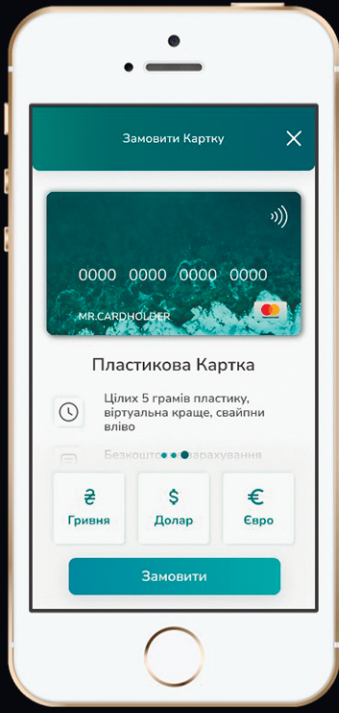 Замовити Картку
0000 0000 0000 0000
MR.CARDHOLDER
Пластикова Картка
Цілих 5 грамів пластику,
віртуальна краще, свайпни
вліво
₴ $ €
Гривня Долар Євро
Замовити